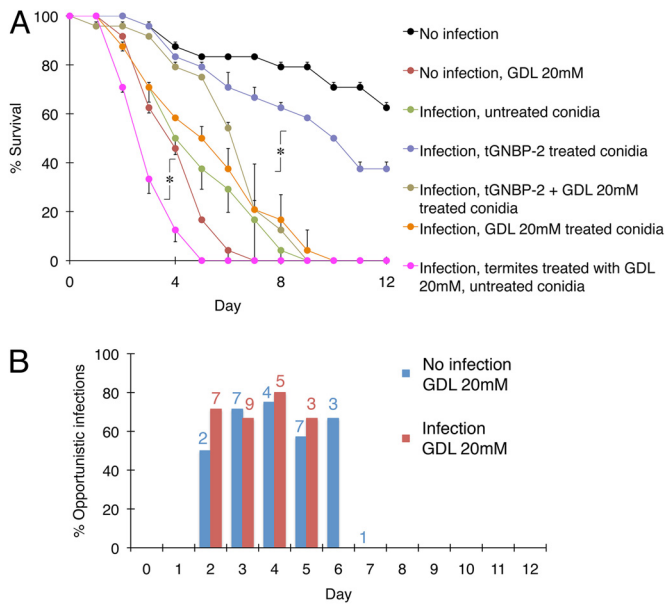 A
100
80
60
40
20
0
% Survival
0
4
8
12
Day
*
*
No infection
No infection, GDL 20mM
Infection, untreated conidia
Infection, tGNBP-2 treated conidia
Infection, tGNBP-2 + GDL 20mM
treated conidia
Infection, GDL 20mM treated conidia
Infection, termites treated with GDL
20mM, untreated conidia
B
100
80
60
40
20
0
% Opportunistic infections
2
7
7
9
4
5
7
3
3
1
0 1 2 3 4 5 6 7 8 9 10 11 12
Day
No infection
GDL 20mM
Infection
GDL 20mM